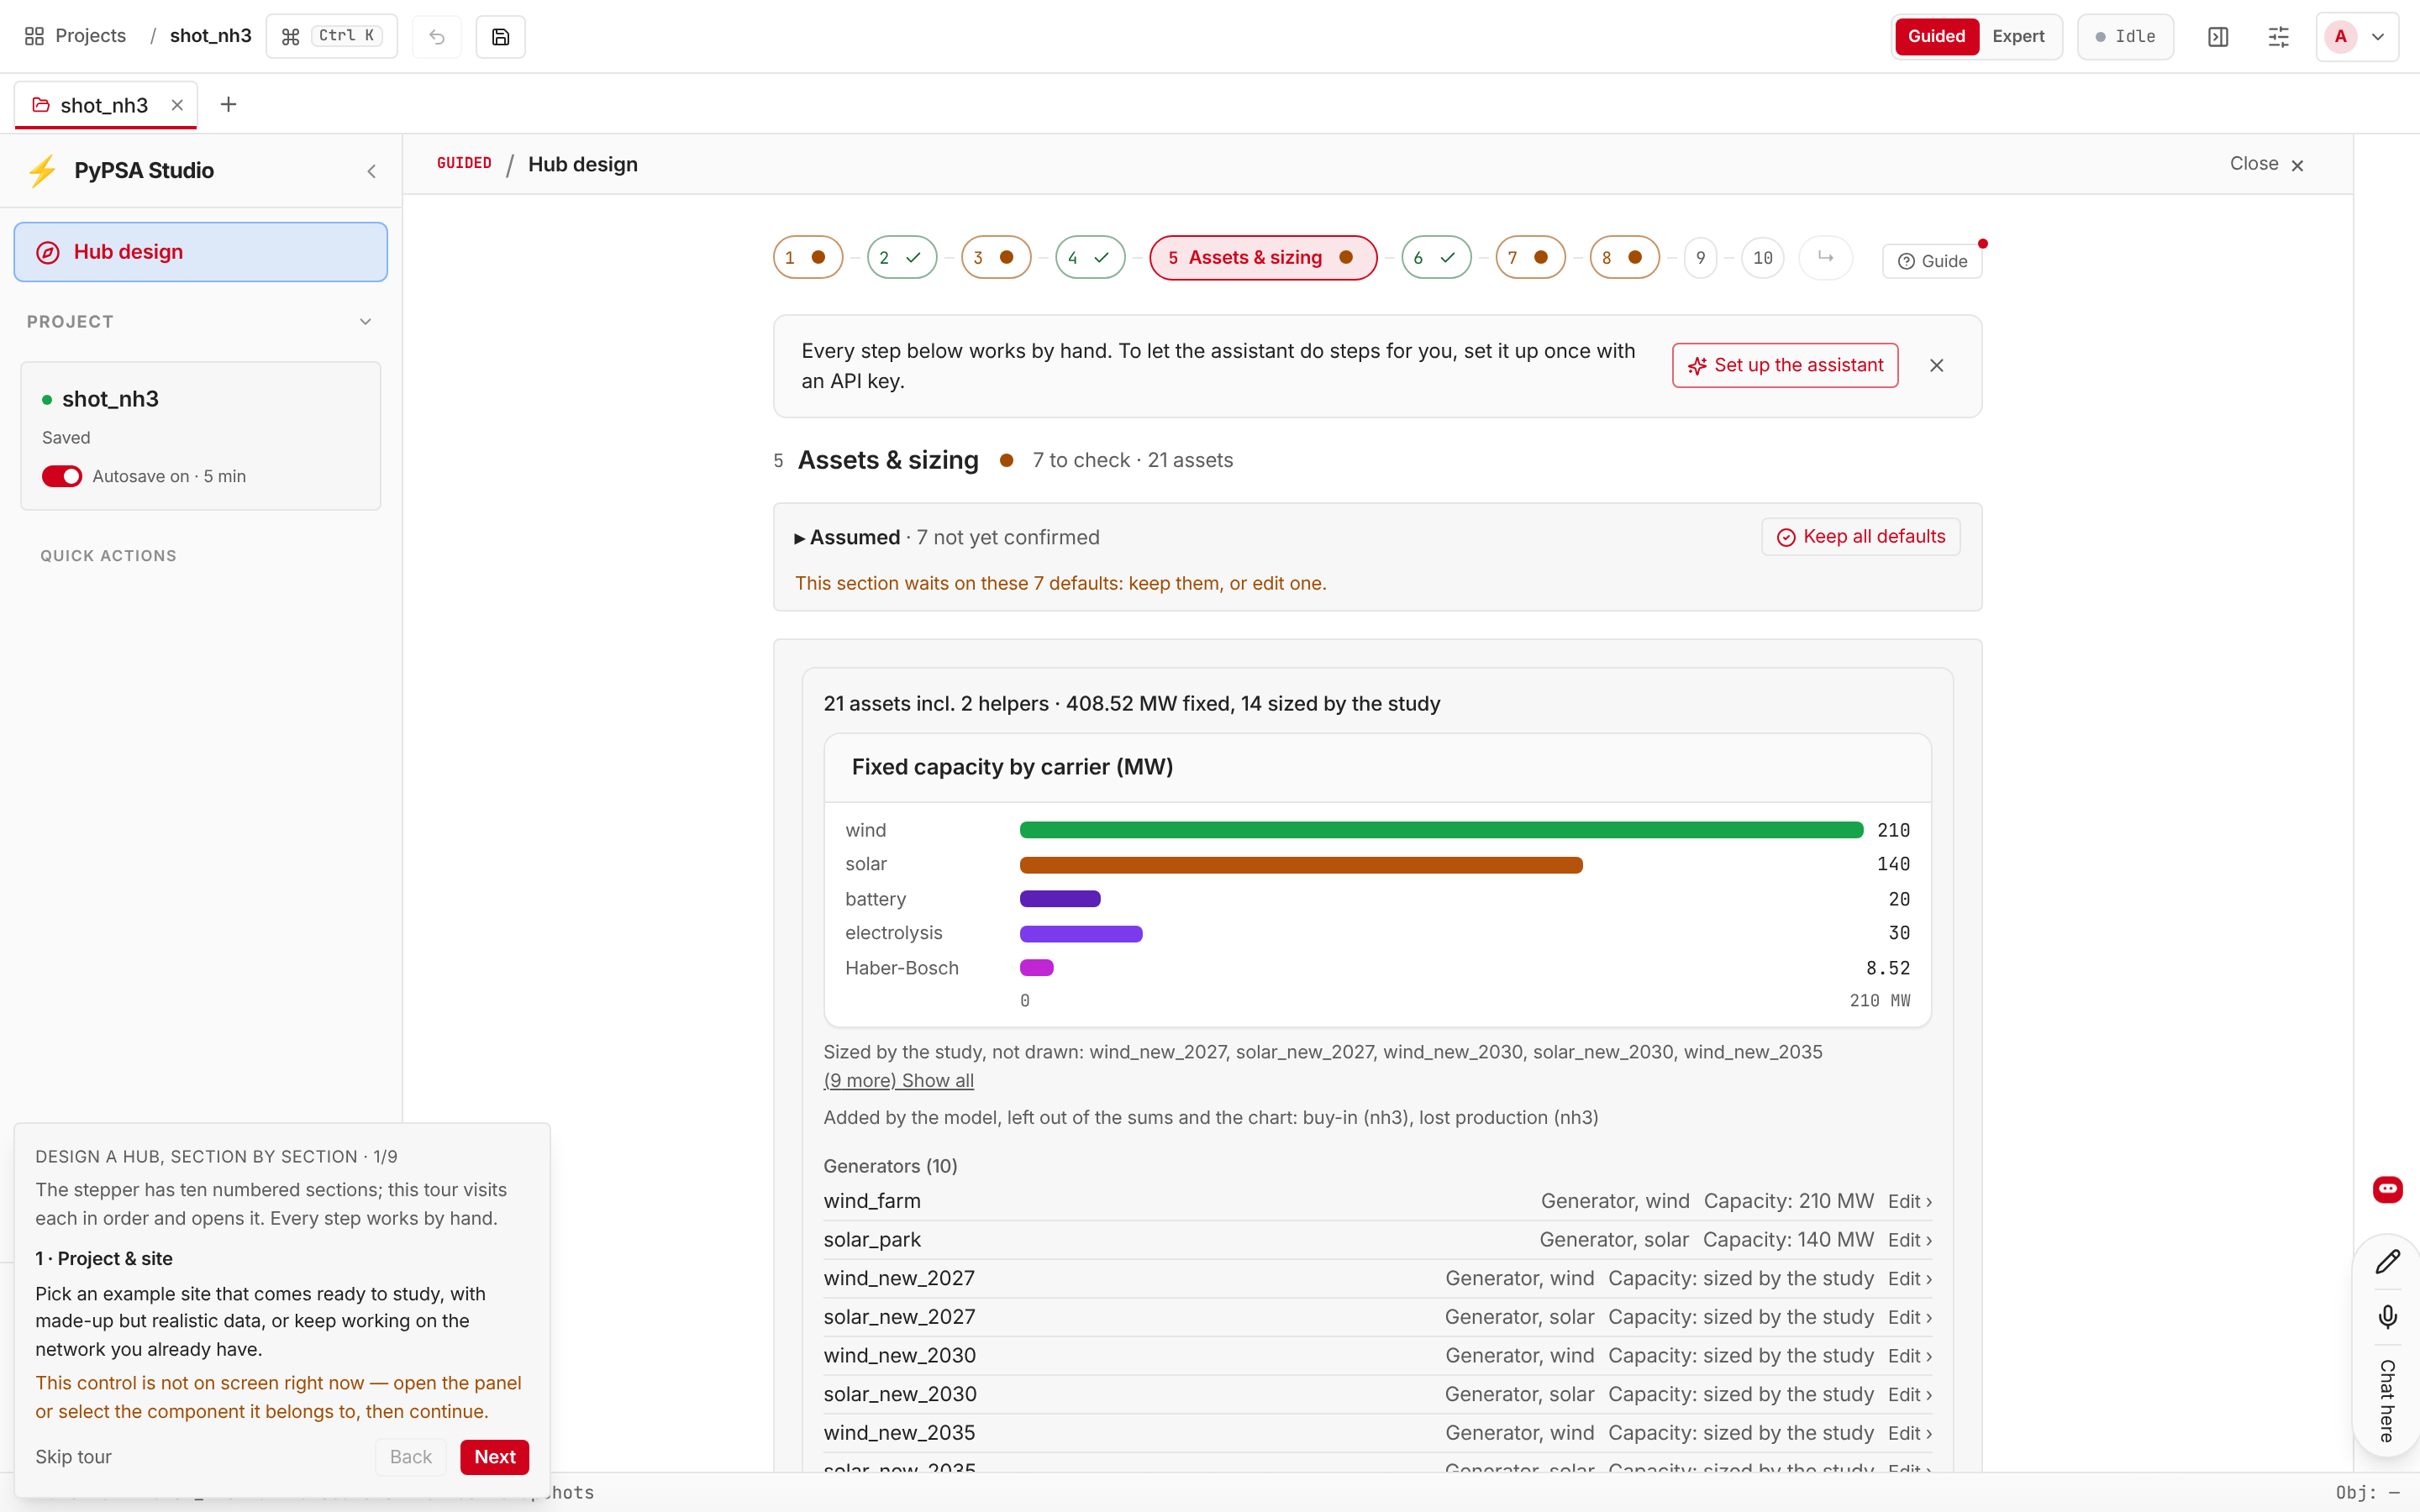 Projects / shot_nh3 ⌘ Ctrl K
Guided Expert Idle A
shot_nh3
PyPSA Studio
Hub design
PROJECT
shot_nh3
Saved
Autosave on · 5 min
QUICK ACTIONS
GUIDED / Hub design
Close
1 2 3 4 5 Assets & sizing 6 7 8 9 10
Guide
Every step below works by hand. To let the assistant do steps for you, set it up once with
an API key.
Set up the assistant
5 Assets & sizing 7 to check · 21 assets
Assumed · 7 not yet confirmed
Keep all defaults
This section waits on these 7 defaults: keep them, or edit one.
21 assets incl. 2 helpers · 408.52 MW fixed, 14 sized by the study
Fixed capacity by carrier (MW)
wind 210
solar 140
battery 20
electrolysis 30
Haber-Bosch 8.52
0 210 MW
Sized by the study, not drawn: wind_new_2027, solar_new_2027, wind_new_2030, solar_new_2030, wind_new_2035
(9 more) Show all
Added by the model, left out of the sums and the chart: buy-in (nh3), lost production (nh3)
Generators (10)
wind_farm Generator, wind Capacity: 210 MW Edit ›
solar_park Generator, solar Capacity: 140 MW Edit ›
wind_new_2027 Generator, wind Capacity: sized by the study Edit ›
solar_new_2027 Generator, solar Capacity: sized by the study Edit ›
wind_new_2030 Generator, wind Capacity: sized by the study Edit ›
solar_new_2030 Generator, solar Capacity: sized by the study Edit ›
wind_new_2035 Generator, wind Capacity: sized by the study Edit ›
solar_new_2035 Generator, solar Capacity: sized by the study Edit ›
DESIGN A HUB, SECTION BY SECTION · 1/9
The stepper has ten numbered sections; this tour visits
each in order and opens it. Every step works by hand.
1 · Project & site
Pick an example site that comes ready to study, with
made-up but realistic data, or keep working on the
network you already have.
This control is not on screen right now — open the panel
or select the component it belongs to, then continue.
Skip tour Back Next
Chat here
Obj: —